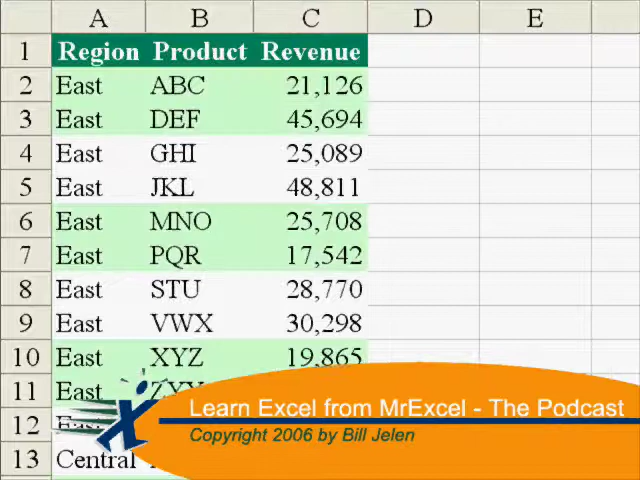 A B C D E
1 Region Product Revenue
2 East ABC 21,126
3 East DEF 45,694
4 East GHI 25,089
5 East JKL 48,811
6 East MNO 25,708
7 East PQR 17,542
8 East STU 28,770
9 East VWX 30,298
10 East XYZ 19,865
11 East
12 East
13 Central
Learn Excel from MrExcel - The Podcast
Copyright 2006 by Bill Jelen